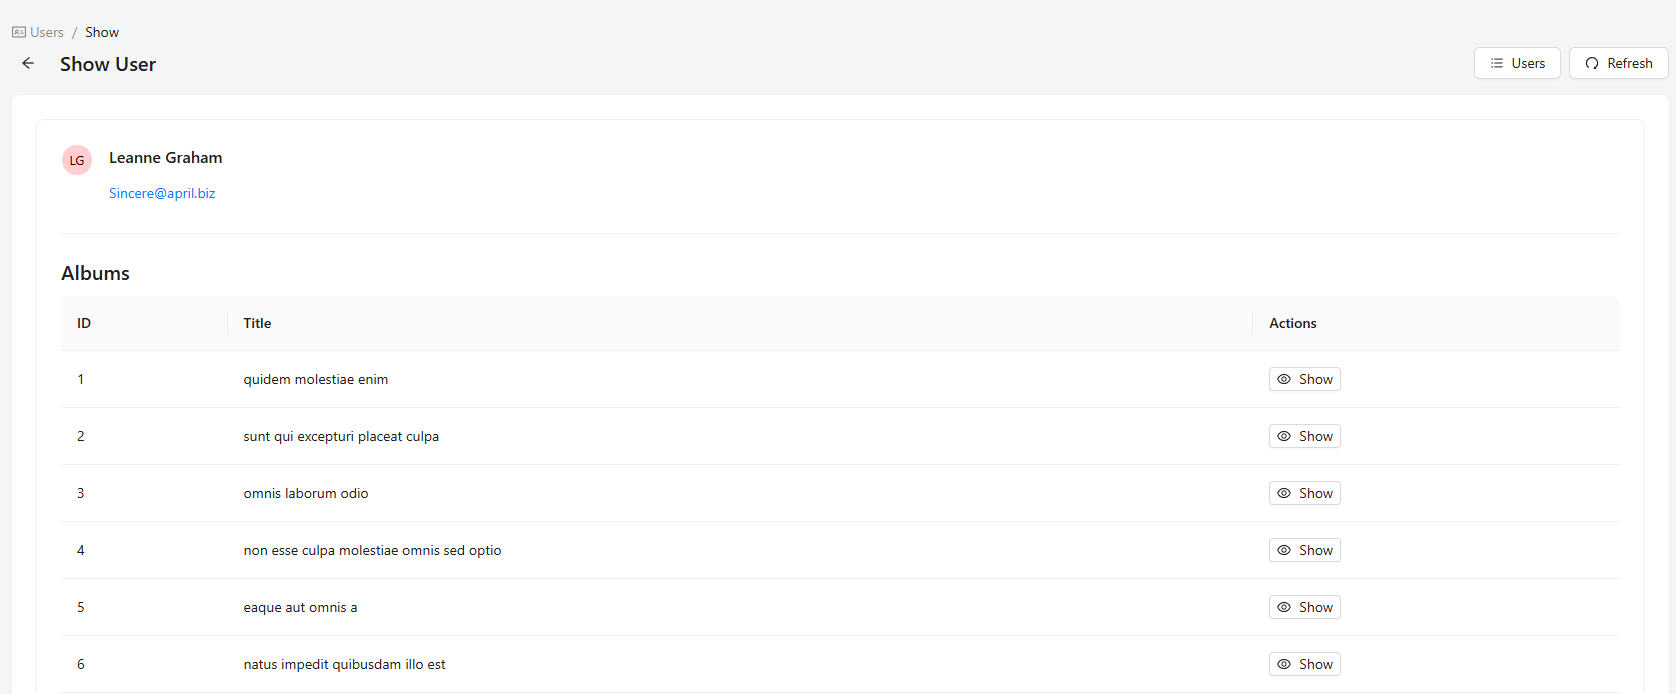 Users / Show
Show User
Users
Refresh
LG
Leanne Graham
Sincere@april.biz
Albums
ID Title Actions
1 quidem molestiae enim Show
2 sunt qui excepturi placeat culpa Show
3 omnis laborum odio Show
4 non esse culpa molestiae omnis sed optio Show
5 eaque aut omnis a Show
6 natus impedit quibusdam illo est Show